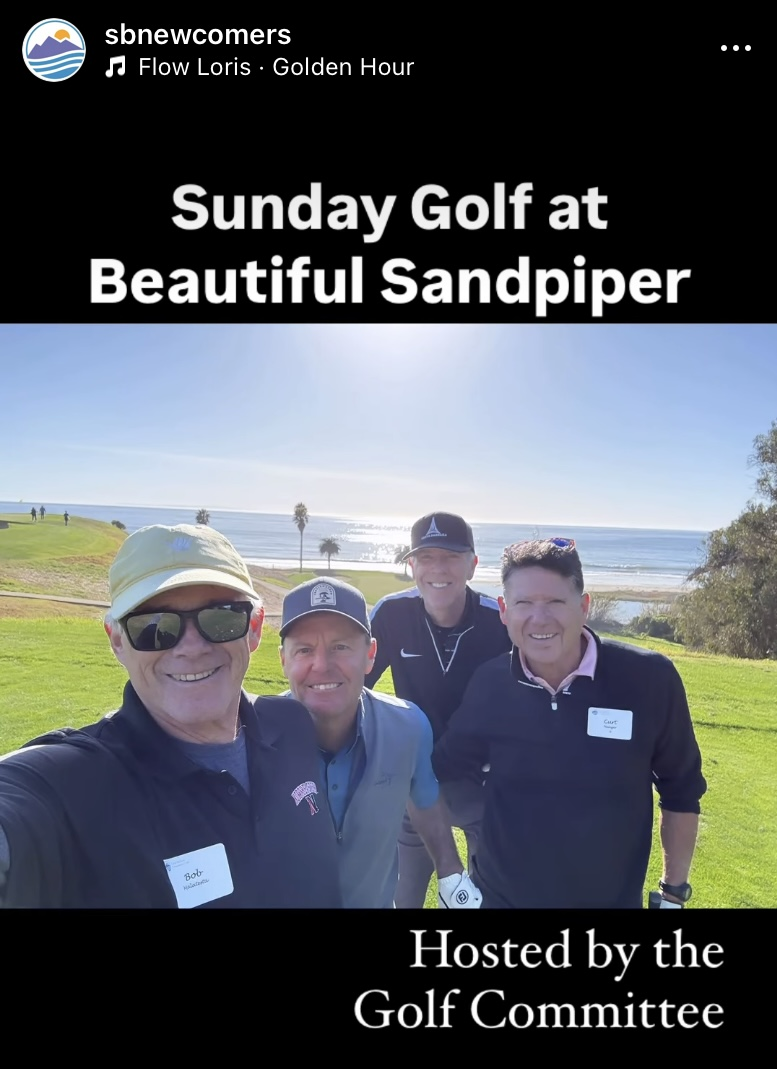 sbnewcomers
Flow Loris · Golden Hour
Sunday Golf at
Beautiful Sandpiper
Bob
Curt
Hosted by the
Golf Committee